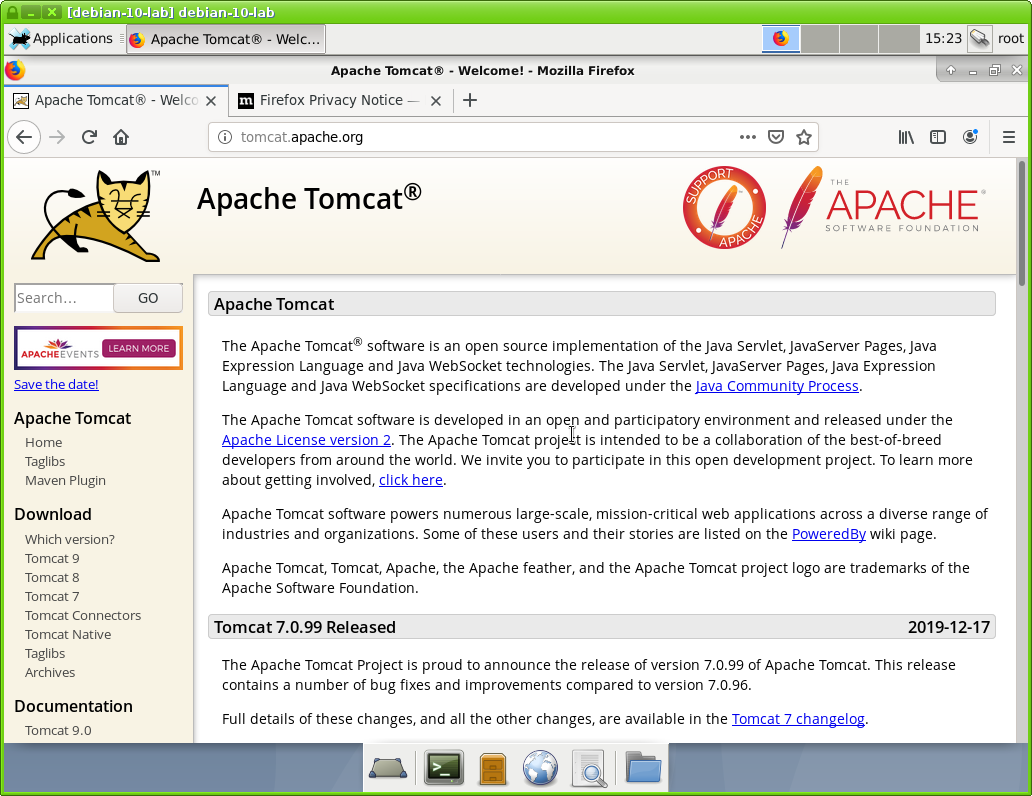 [debian-10-lab] debian-10-lab
Applications
Apache Tomcat® - Welc...
15:23
root
Apache Tomcat® - Welcome! - Mozilla Firefox
Apache Tomcat® - Welco
Firefox Privacy Notice —
tomcat.apache.org
TM
Apache Tomcat®
SUPPORT
APACHE
THE
APACHE®
SOFTWARE FOUNDATION
Search...
GO
APACHE EVENTS
LEARN MORE
Save the date!
Apache Tomcat
Home
Taglibs
Maven Plugin
Download
Which version?
Tomcat 9
Tomcat 8
Tomcat 7
Tomcat Connectors
Tomcat Native
Taglibs
Archives
Documentation
Tomcat 9.0
Apache Tomcat
The Apache Tomcat® software is an open source implementation of the Java Servlet, JavaServer Pages, Java
Expression Language and Java WebSocket technologies. The Java Servlet, JavaServer Pages, Java Expression
Language and Java WebSocket specifications are developed under the Java Community Process.
The Apache Tomcat software is developed in an open and participatory environment and released under the
Apache License version 2. The Apache Tomcat project is intended to be a collaboration of the best-of-breed
developers from around the world. We invite you to participate in this open development project. To learn more
about getting involved, click here.
Apache Tomcat software powers numerous large-scale, mission-critical web applications across a diverse range of
industries and organizations. Some of these users and their stories are listed on the PoweredBy wiki page.
Apache Tomcat, Tomcat, Apache, the Apache feather, and the Apache Tomcat project logo are trademarks of the
Apache Software Foundation.
Tomcat 7.0.99 Released
2019-12-17
The Apache Tomcat Project is proud to announce the release of version 7.0.99 of Apache Tomcat. This release
contains a number of bug fixes and improvements compared to version 7.0.96.
Full details of these changes, and all the other changes, are available in the Tomcat 7 changelog.